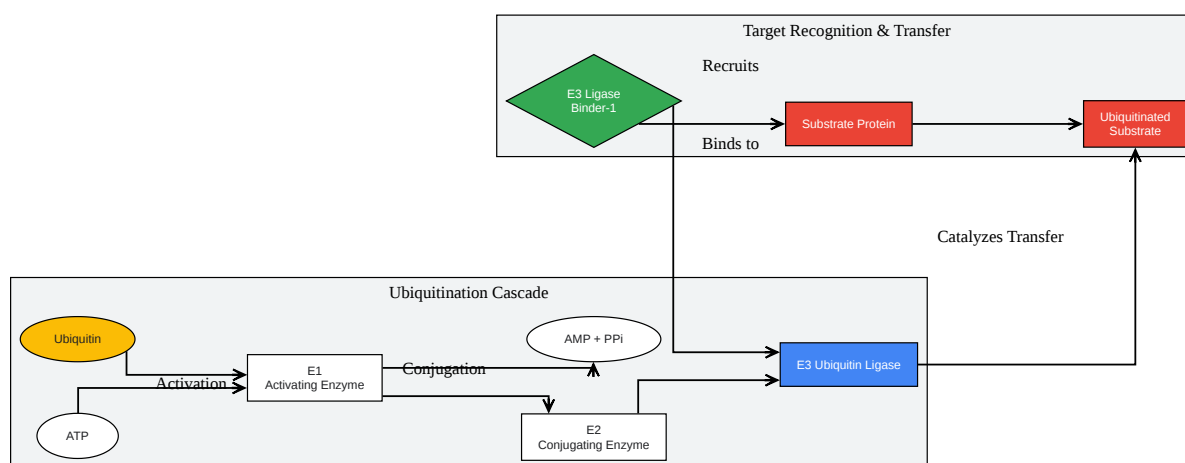 Target Recognition & Transfer
Recruits
E3 Ligase
Binder-1
Substrate Protein
Ubiquitinated
Substrate
Binds to
Catalyzes Transfer
Ubiquitination Cascade
Ubiquitin
AMP + PPi
E1
Activating Enzyme
Activation
Conjugation
E3 Ubiquitin Ligase
ATP
E2
Conjugating Enzyme